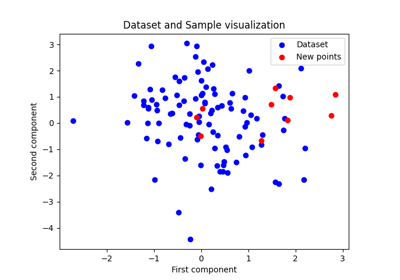 Dataset and Sample visualization
Dataset
New points
Second component
3
2
1
0
−1
−2
−3
−4
−2
−1
0
1
2
3
First component